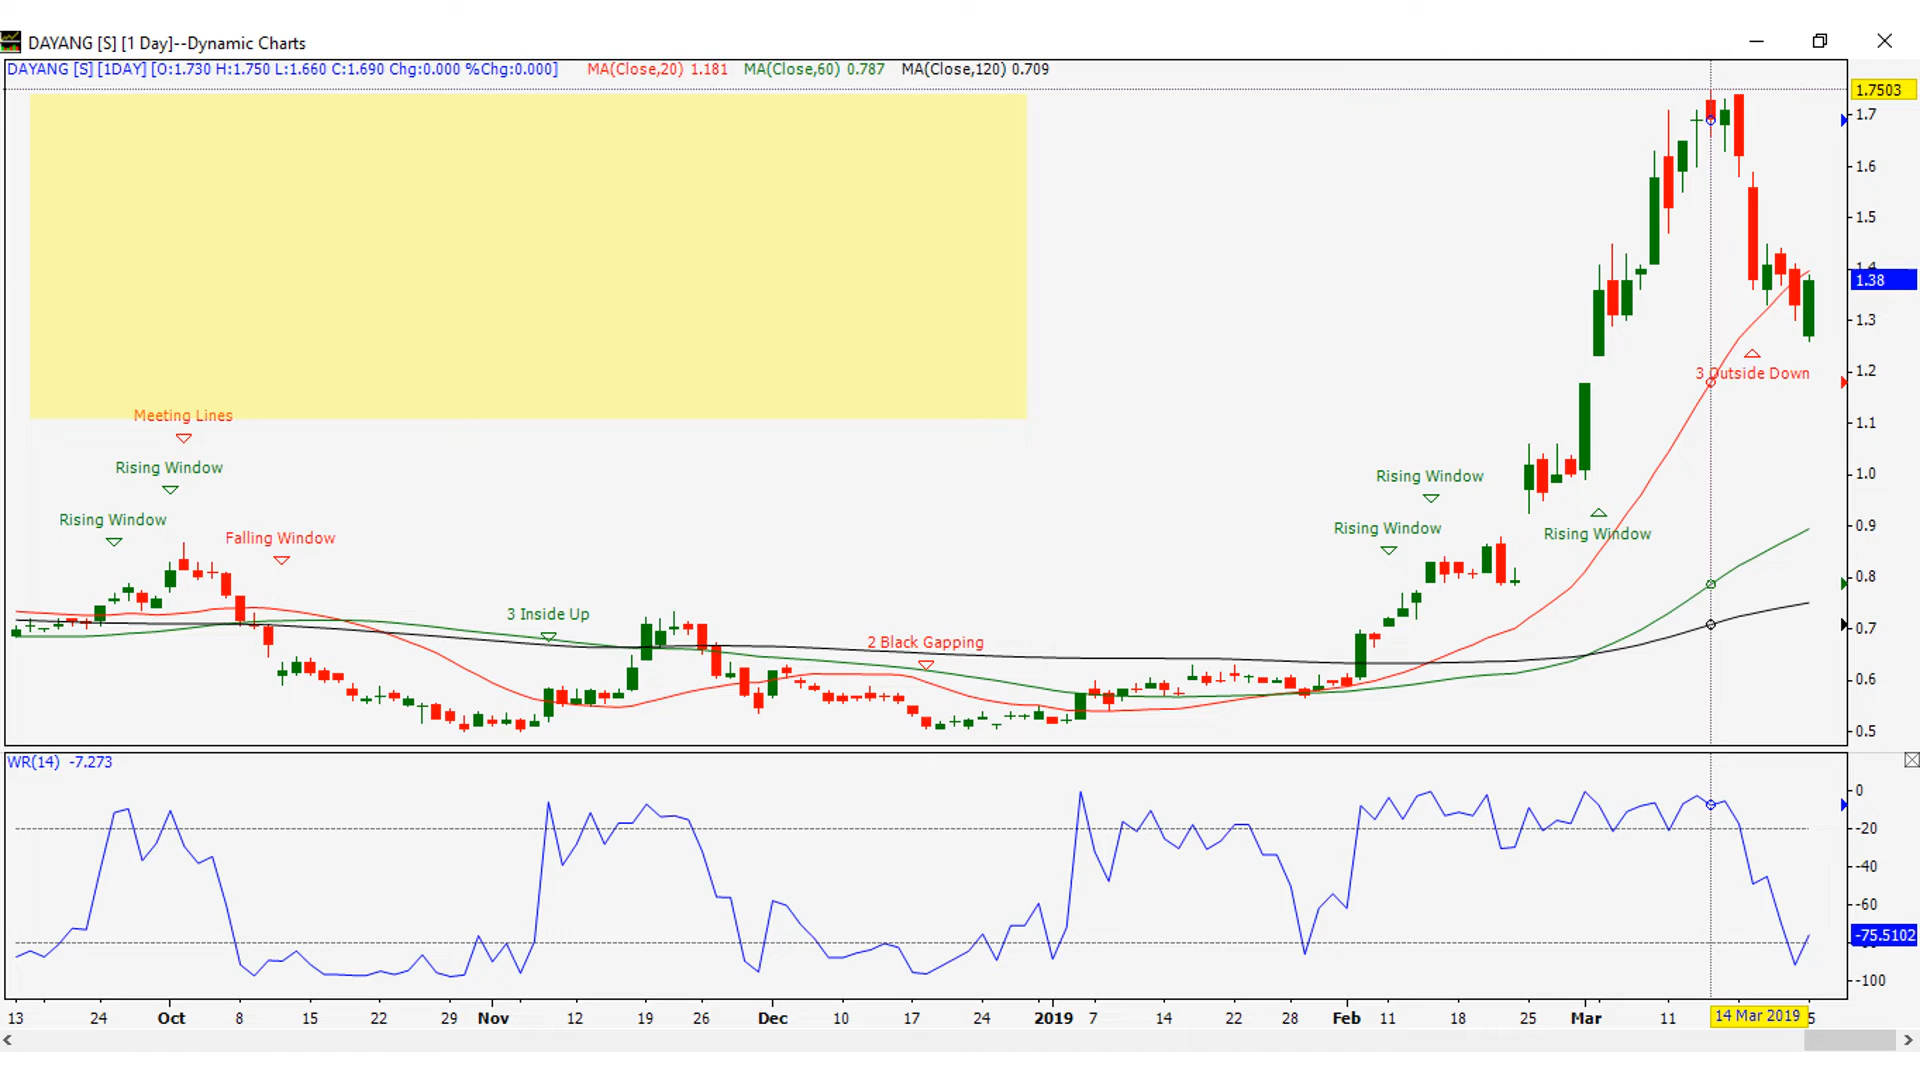 DAYANG [S] [1 Day]--Dynamic Charts
DAYANG [S] [1DAY] [O:1.730 H:1.750 L:1.660 C:1.690 Chg:0.000 %Chg:0.000] MA(Close,20) 1.181 MA(Close,60) 0.787 MA(Close,120) 0.709
1.7503
1.7
1.6
1.5
1.4
1.38
1.3
1.2
3 Outside Down
1.1
Meeting Lines
Rising Window
Rising Window
1.0
Rising Window
Rising Window
Rising Window
0.9
Falling Window
0.8
3 Inside Up
0.7
2 Black Gapping
0.6
0.5
WR(14) -7.273
0
-20
-40
-60
-75.5102
-100
13 24 Oct 8 15 22 29 Nov 12 19 26 Dec 10 17 24 2019 7 14 22 28 Feb 11 18 25 Mar 11 14 Mar 2019